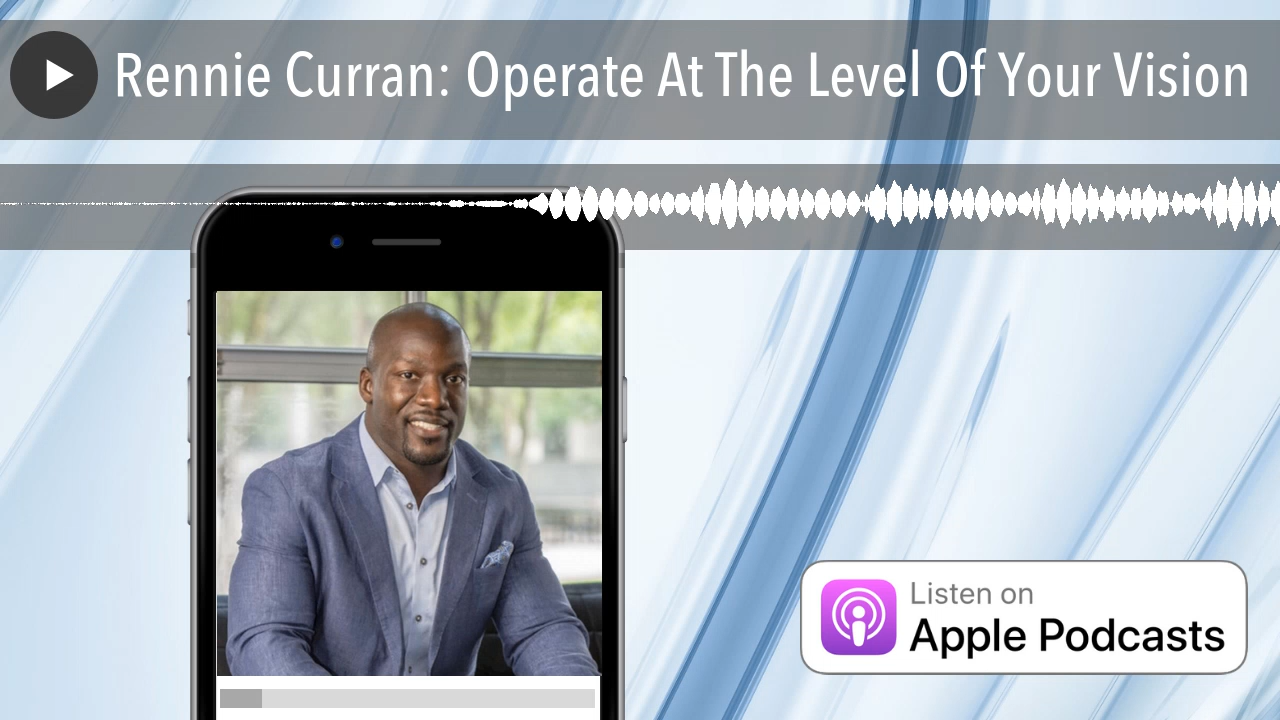 Rennie Curran: Operate At The Level Of Your Vision
Listen on
Apple Podcasts